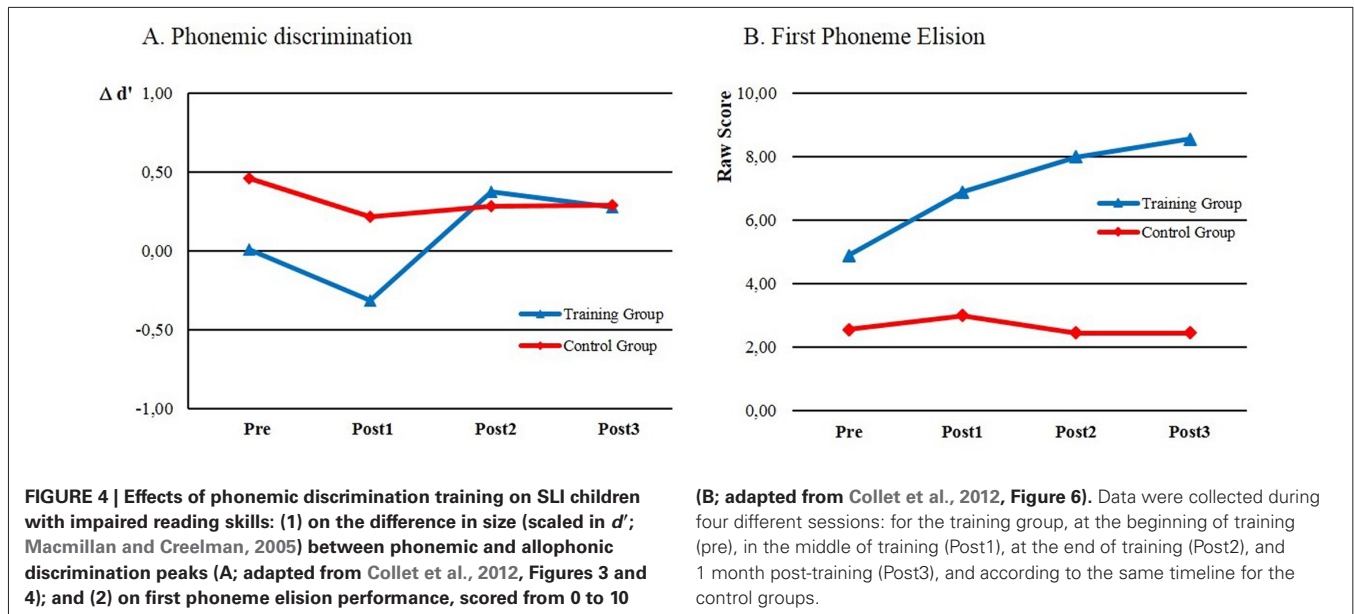 A. Phonemic discrimination
Δ d'
1,00
0,50
0,00
-0,50
-1,00
Training Group
Control Group
Pre Post1 Post2 Post3
B. First Phoneme Elision
Raw Score
10,00
8,00
6,00
4,00
2,00
0,00
Training Group
Control Group
Pre Post1 Post2 Post3
FIGURE 4 | Effects of phonemic discrimination training on SLI children
with impaired reading skills: (1) on the difference in size (scaled in d′;
Macmillan and Creelman, 2005) between phonemic and allophonic
discrimination peaks (A; adapted from Collet et al., 2012, Figures 3 and
4); and (2) on first phoneme elision performance, scored from 0 to 10
(B; adapted from Collet et al., 2012, Figure 6). Data were collected during
four different sessions: for the training group, at the beginning of training
(pre), in the middle of training (Post1), at the end of training (Post2), and
1 month post-training (Post3), and according to the same timeline for the
control groups.